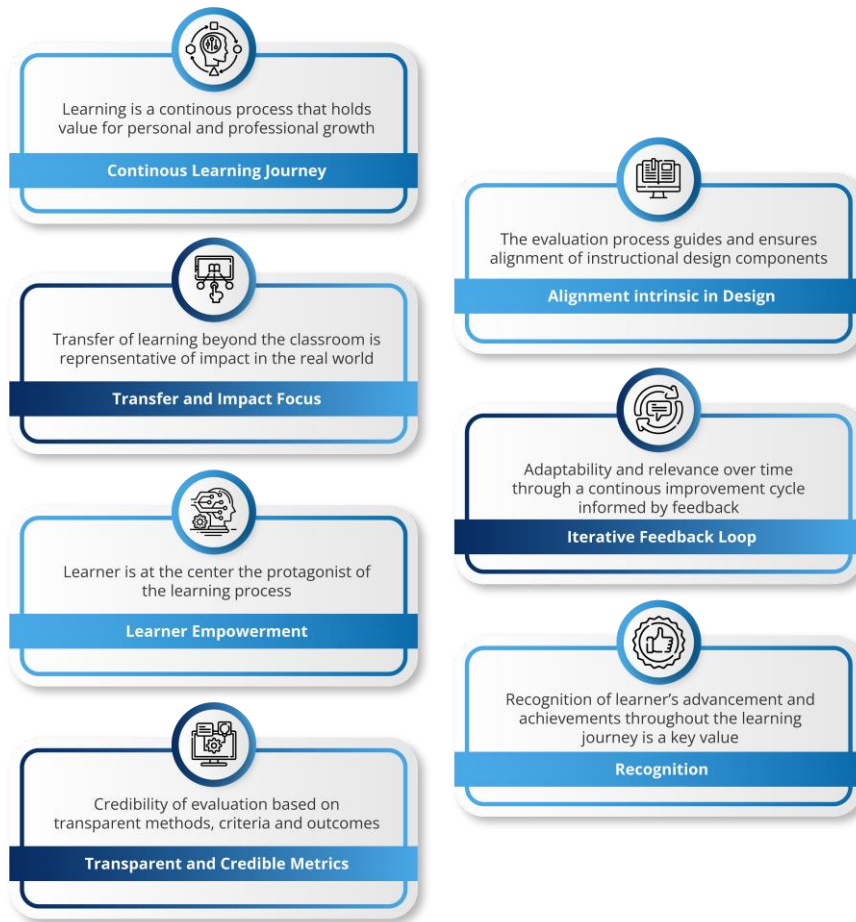 Learning is a continous process that holds
value for personal and professional growth
Continous Learning Journey
Transfer of learning beyond the classroom is
reprensentative of impact in the real world
Transfer and Impact Focus
Learner is at the center the protagonist of
the learning process
Learner Empowerment
Credibility of evaluation based on
transparent methods, criteria and outcomes
Transparent and Credible Metrics
The evaluation process guides and ensures
alignment of instructional design components
Alignment intrinsic in Design
Adaptability and relevance over time
through a continous improvement cycle
informed by feedback
Iterative Feedback Loop
Recognition of learner’s advancement and
achievements throughout the learning
journey is a key value
Recognition